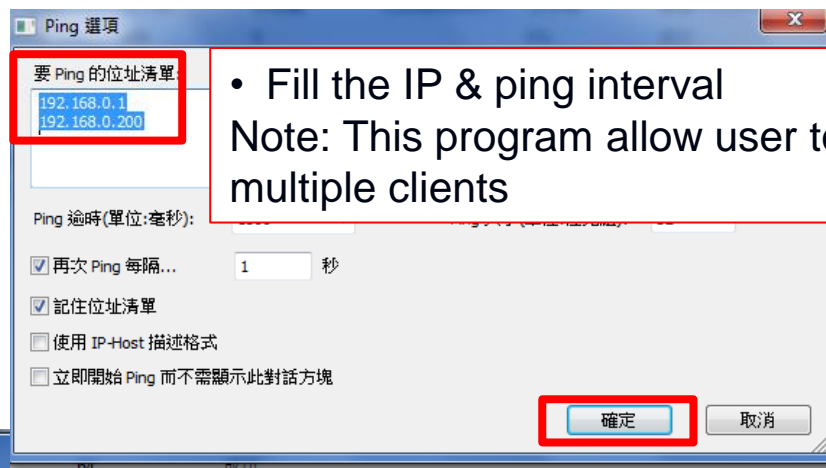 Ping 選項
要 Ping 的位址清單:
192.168.0.1
192.168.0.200
• Fill the IP & ping interval
Note: This program allow user to
multiple clients
Ping 逾時(單位:毫秒):
再次 Ping 每隔... 1 秒
記住位址清單
使用 IP-Host 描述格式
立即開始 Ping 而不需顯示此對話方塊
確定 取消